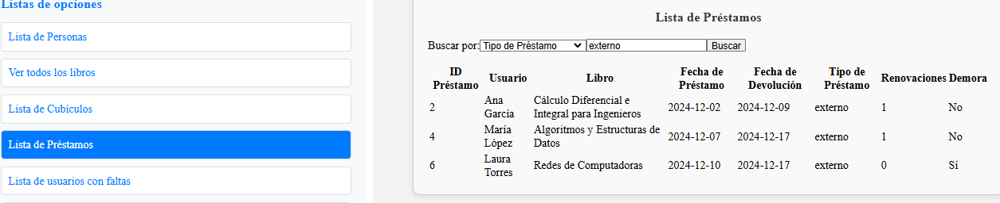 Listas de opciones
Lista de Personas
Ver todos los libros
Lista de Cubículos
Lista de Préstamos
Lista de usuarios con faltas
Lista de Préstamos
Buscar por: Tipo de Préstamo externo Buscar
ID Préstamo Usuario Libro Fecha de Préstamo Fecha de Devolución Tipo de Préstamo Renovaciones Demora
2 Ana García Cálculo Diferencial e Integral para Ingenieros 2024-12-02 2024-12-09 externo 1 No
4 María López Algoritmos y Estructuras de Datos 2024-12-07 2024-12-17 externo 1 No
6 Laura Torres Redes de Computadoras 2024-12-10 2024-12-17 externo 0 Sí